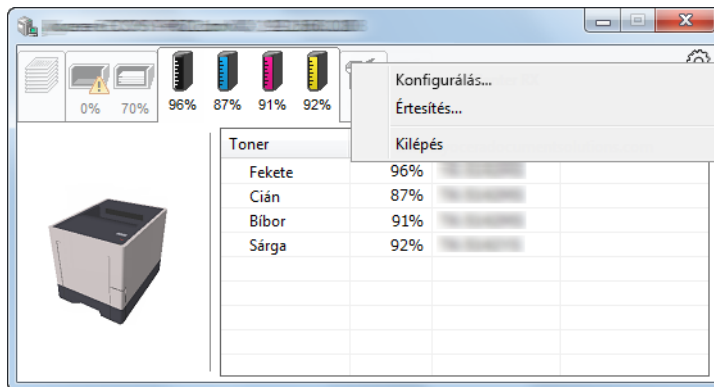 Konfigurálás...
Értesítés...
Kilépés
0% 70% 96% 87% 91% 92%
Toner
Fekete 96%
Cián 87%
Bíbor 91%
Sárga 92%